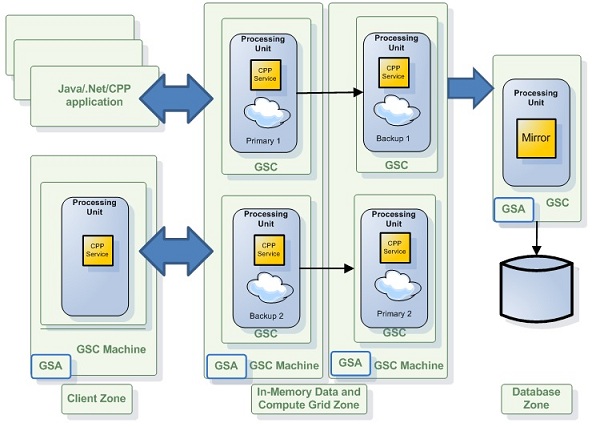 Java/.Net/CPP
application
Processing
Unit
CPP
Service
GSC Machine
GSA
Client Zone
Processing
Unit
CPP
Service
Primary 1
GSC
Processing
Unit
CPP
Service
Backup 1
GSC
Processing
Unit
CPP
Service
Backup 2
GSC
GSA
GSC Machine
Processing
Unit
CPP
Service
Primary 2
GSC
GSA
GSC Machine
In-Memory Data and
Compute Grid Zone
Processing
Unit
Mirror
GSC
GSA
Database
Zone